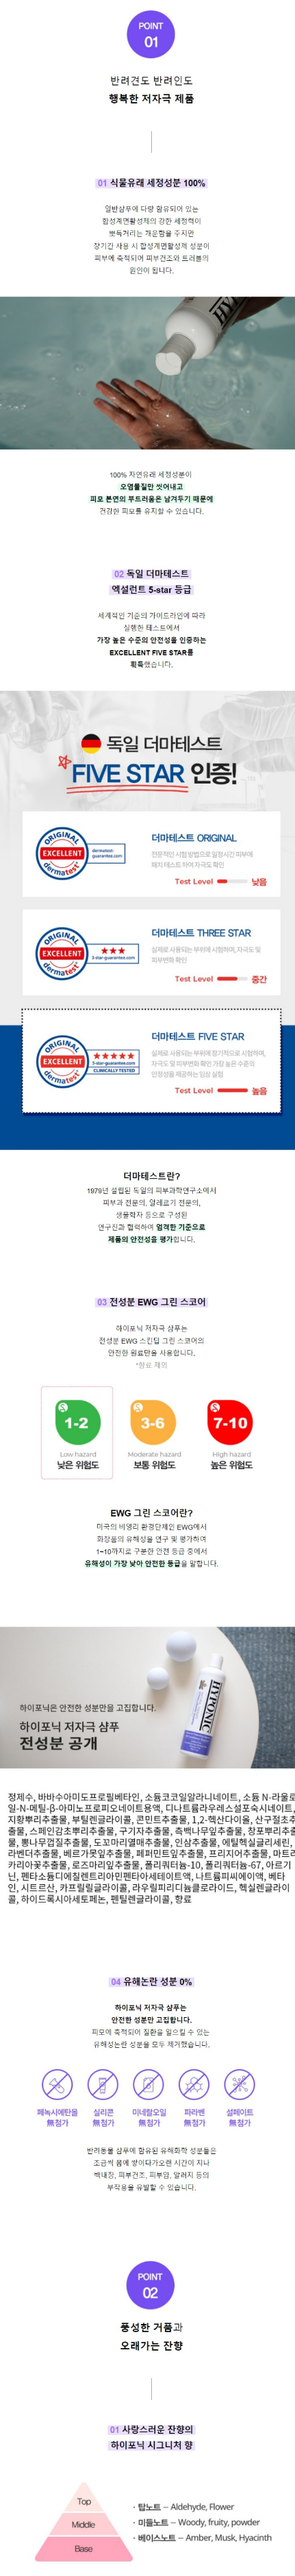 POINT
01
반려견도 반려인도
행복한 저자극 제품
01 식물유래 세정성분 100%
일반샴푸에 다량 함유되어 있는
합성계면활성제의 강한 세정력이
뽀득거리는 개운함을 주지만
장기간 사용 시 합성계면활성제 성분이
피부에 축적되어 피부건조와 트러블의
원인이 됩니다.
HY
100% 자연유래 세정성분이
오염물질만 씻어내고
피모 본연의 부드러움은 남겨두기 때문에
건강한 피모를 유지할 수 있습니다.
02 독일 더마테스트
엑설런트 5-star 등급
세계적인 기준의 가이드라인에 따라
실행한 테스트에서
가장 높은 수준의 안전성을 인증하는
EXCELLENT FIVE STAR를
획득했습니다.
독일 더마테스트
FIVE STAR 인증!
ORIGINAL
EXCELLENT
dermatest
dermatest-guarantee.com
더마테스트 ORIGINAL
전문적인 시험 방법으로 일정시간 피부에
패치 테스트 하여 자극도 확인
Test Level 낮음
ORIGINAL
EXCELLENT
dermatest
3-star-guarantee.com
더마테스트 THREE STAR
실제로 사용되는 부위에 시험하여, 자극도 및
피부변화 확인
Test Level 중간
ORIGINAL
EXCELLENT
dermatest
5-star-guarantee.com
CLINICALLY TESTED
더마테스트 FIVE STAR
실제로 사용되는 부위에 장기적으로 시험하여,
자극도 및 피부변화 확인 가장 높은 수준의
안정성을 제공하는 임상 실험
Test Level 높음
더마테스트란?
1979년 설립된 독일의 피부과학연구소에서
피부과 전문의, 알레르기 전문의,
생물학자 등으로 구성된
연구진과 협력하여 엄격한 기준으로
제품의 안전성을 평가합니다.
03 전성분 EWG 그린 스코어
하이포닉 저자극 샴푸는
전성분 EWG 스킨딥 그린 스코어의
안전한 원료만을 사용합니다.
*향료 제외
1-2
3-6
7-10
Low hazard
Moderate hazard
High hazard
낮은 위험도
보통 위험도
높은 위험도
EWG 그린 스코어란?
미국의 비영리 환경단체인 EWG에서
화장품의 유해성을 연구 및 평가하여
1~10까지로 구분한 안전 등급 중에서
유해성이 가장 낮아 안전한 등급을 말합니다.
HYPONIC
하이포닉은 안전한 성분만을 고집합니다.
하이포닉 저자극 샴푸
전성분 공개
정제수, 바바수아미도프로필베타인, 소듐코코일알라니네이트, 소듐 N-라울로
일-N-메틸-β-아미노프로피오네이트용액, 디나트륨라우레스설포숙시네이트,
지황뿌리추출물, 부틸렌글라이콜, 콘민트추출물, 1,2-헥산다이올, 산구절초추
출물, 스페인감초뿌리추출물, 구기자추출물, 측백나무잎추출물, 창포뿌리추출
물, 뽕나무껍질추출물, 도꼬마리열매추출물, 인삼추출물, 에틸헥실글리세린,
라벤더추출물, 베르가못잎추출물, 페퍼민트잎추출물, 프리지어추출물, 마트리
카리아꽃추출물, 로즈마리잎추출물, 폴리쿼터늄-10, 폴리쿼터늄-67, 아르기
닌, 펜타소듐디에칠렌트리아민펜타아세테이트액, 나트륨피씨에이액, 베타
인, 시트르산, 카프릴릴글라이콜, 라우릴피리디늄클로라이드, 헥실렌글라이
콜, 하이드록시아세토페논, 펜틸렌글라이콜, 향료
04 유해논란 성분 0%
하이포닉 저자극 샴푸는
안전한 성분만 고집합니다.
피모에 축적되어 질환을 일으킬 수 있는
유해성논란 성분을 모두 제거했습니다.
페녹시에탄올
無첨가
실리콘
無첨가
미네랄오일
無첨가
파라벤
無첨가
설페이트
無첨가
반려동물 샴푸에 함유된 유해화학 성분들은
조금씩 몸에 쌓이다가 오랜 시간이 지나
백내장, 피부건조, 피부암, 알러지 등의
부작용을 유발할 수 있습니다.
POINT
02
풍성한 거품과
오래가는 잔향
01 사랑스러운 잔향의
하이포닉 시그니처 향
Top
Middle
Base
· 탑노트 – Aldehyde, Flower
· 미들노트 – Woody, fruity, powder
· 베이스노트 – Amber, Musk, Hyacinth